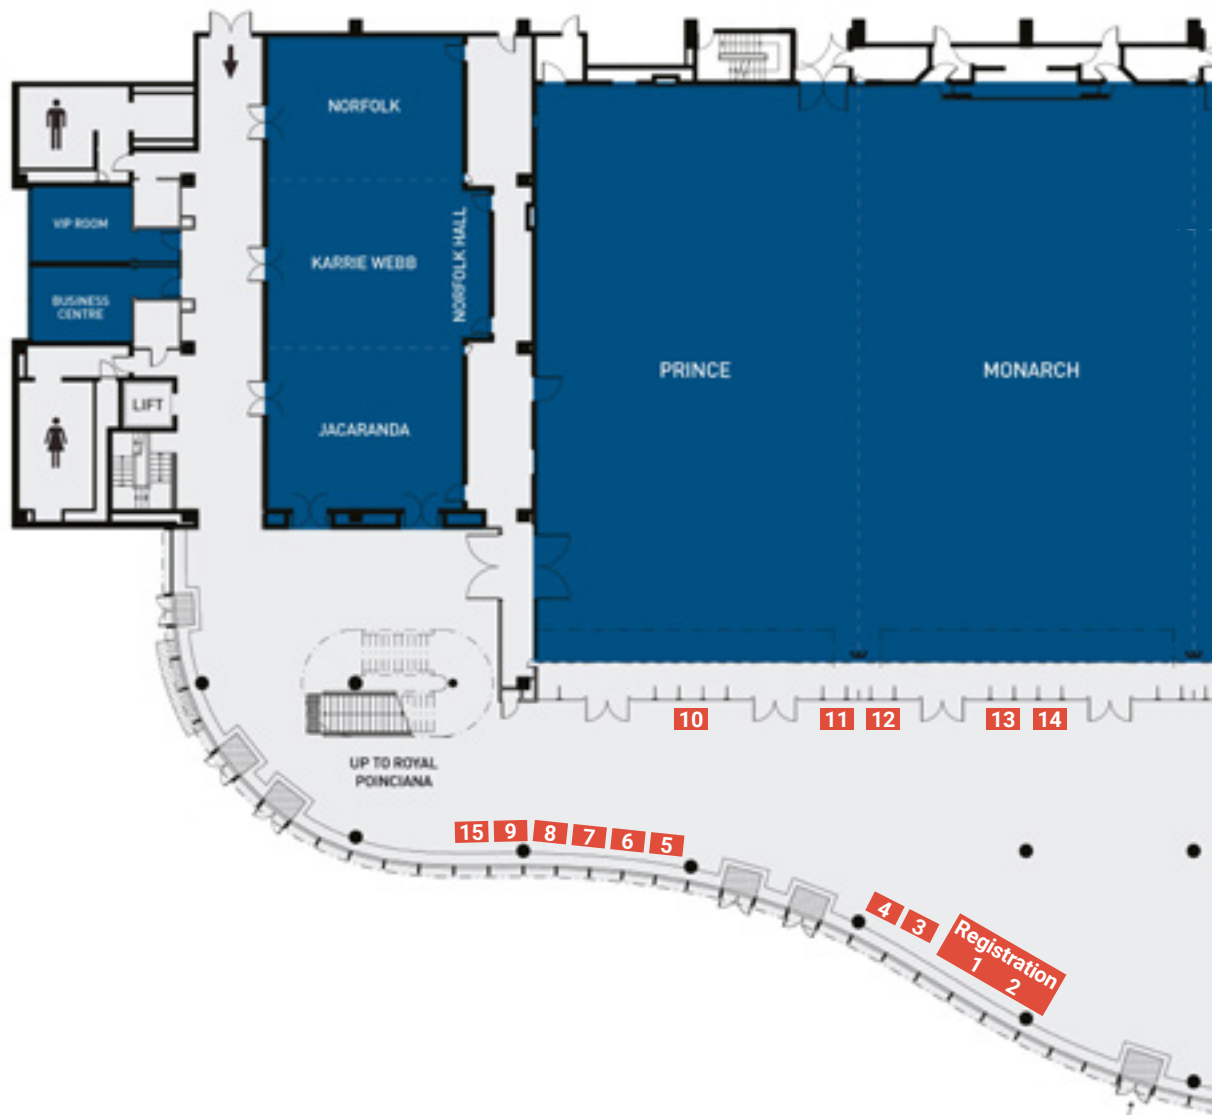 NORFOLK
VIP ROOM
KARRIE WEBB
NORFOLK HALL
BUSINESS
CENTRE
PRINCE
MONARCH
LIFT
JACARANDA
10
11
12
13
14
UP TO ROYAL
POINCIANA
15
9
8
7
6
5
4
3
Registration
1
2